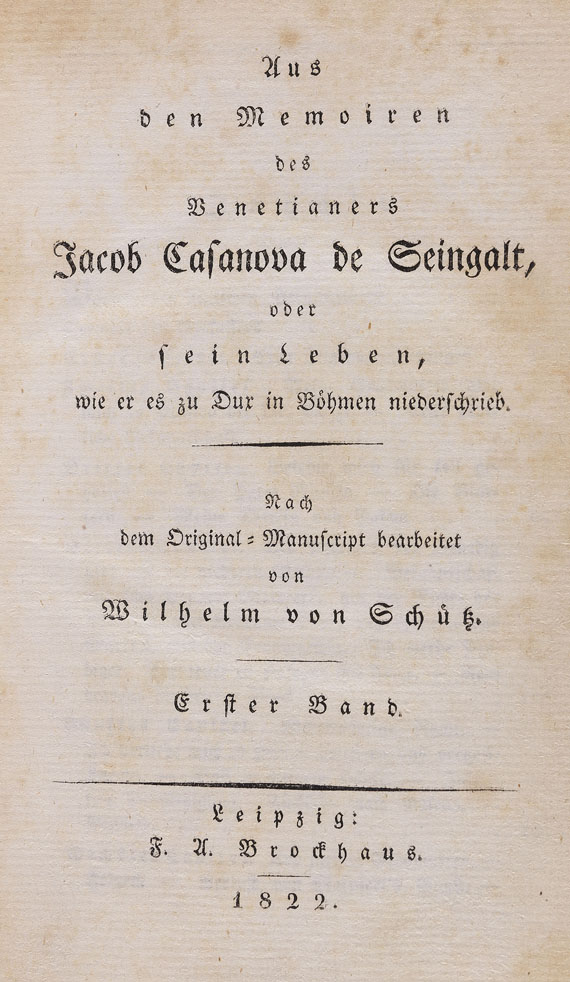 Aus
den Memoiren
des
Venetianers
Jacob Casanova de Seingalt,
oder
sein Leben,
wie er es zu Dux in Böhmen niederschrieb.
Nach
dem Original-Manuscript bearbeitet
von
Wilhelm von Schütz.
Erster Band.
Leipzig:
F. A. Brockhaus.
1822.